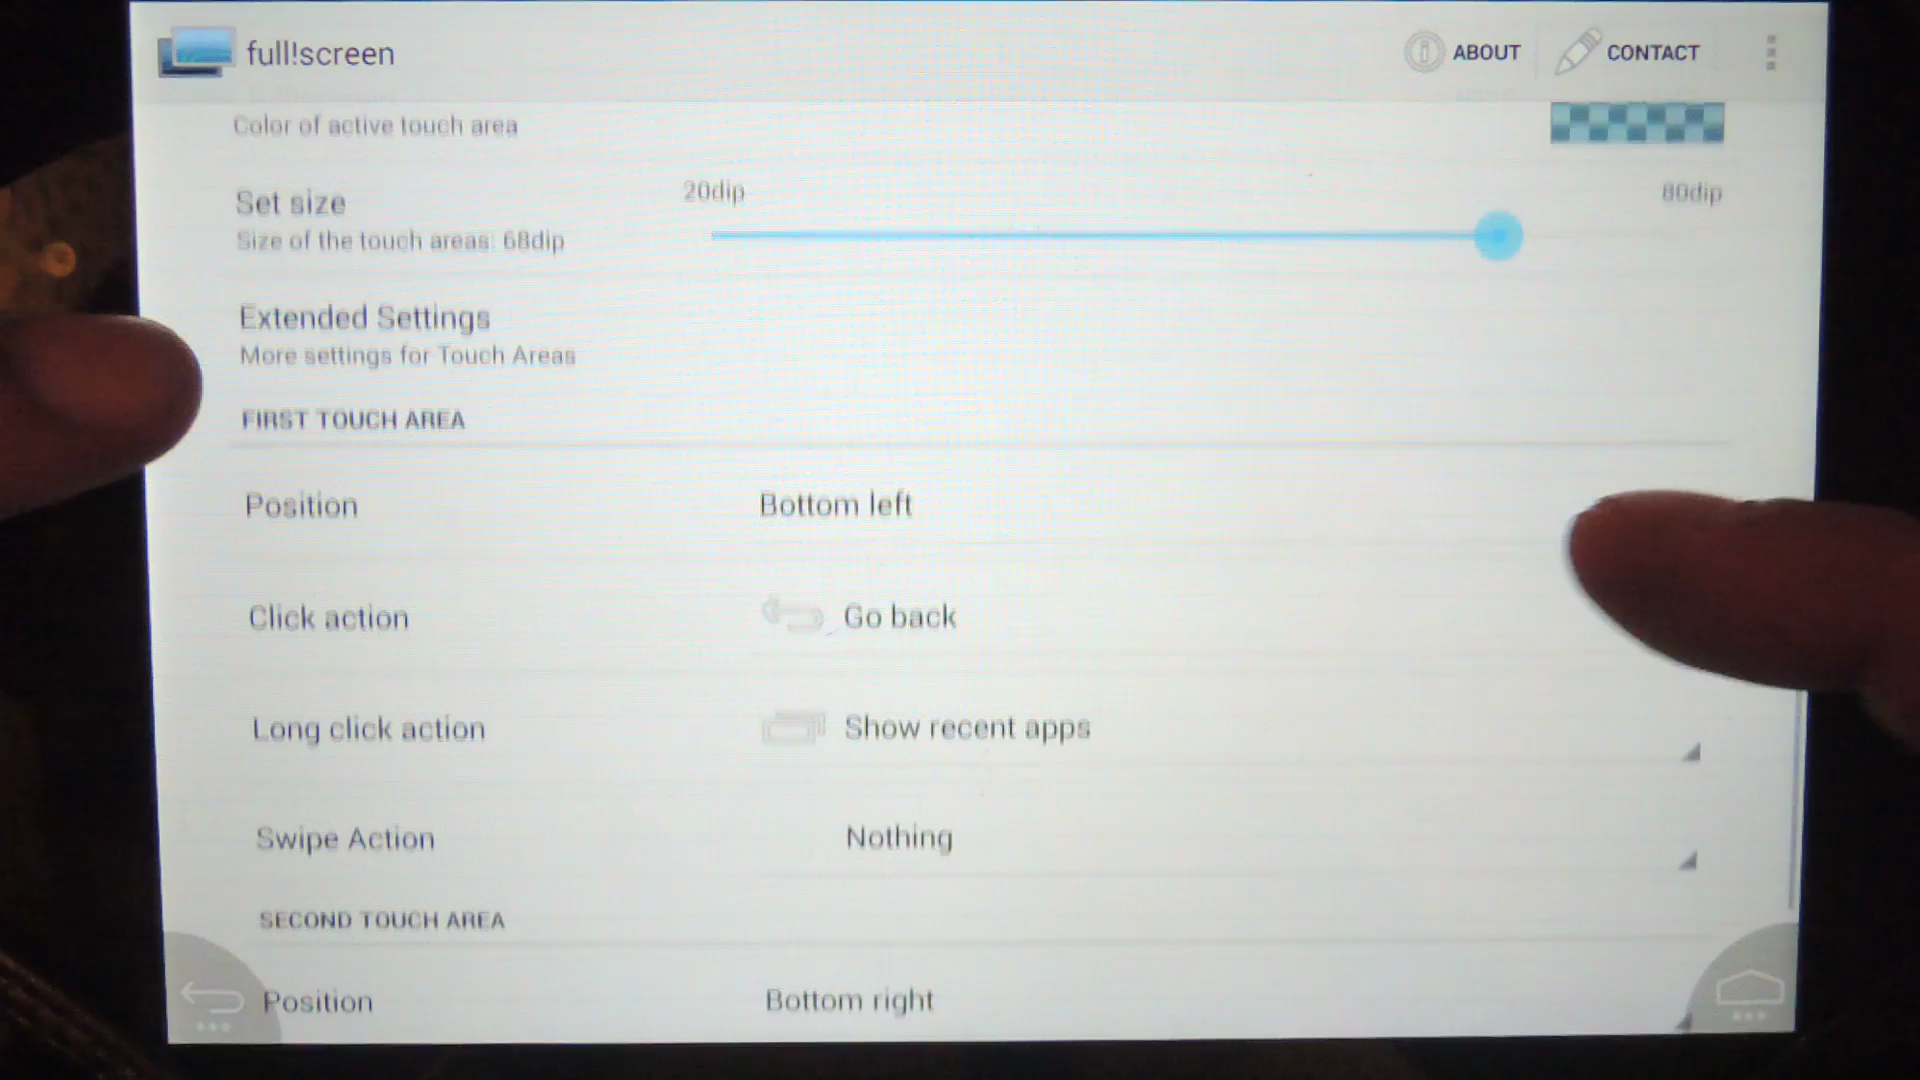 full!screen
ABOUT
CONTACT
Color of active touch area
Set size
20dip
80dip
Size of the touch areas: 68dip
Extended Settings
More settings for Touch Areas
FIRST TOUCH AREA
Position
Bottom left
Click action
Go back
Long click action
Show recent apps
Swipe Action
Nothing
SECOND TOUCH AREA
Position
Bottom right